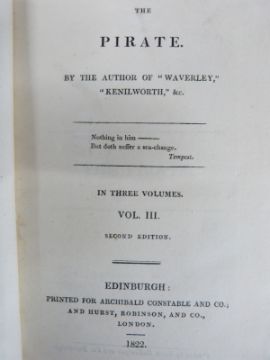 THE
PIRATE.
BY THE AUTHOR OF “WAVERLEY,”
“KENILWORTH,” &c.
Nothing in him ———
But doth suffer a sea-change.
Tempest.
IN THREE VOLUMES.
VOL. III.
SECOND EDITION.
EDINBURGH:
PRINTED FOR ARCHIBALD CONSTABLE AND CO.;
AND HURST, ROBINSON, AND CO.,
LONDON.
1822.